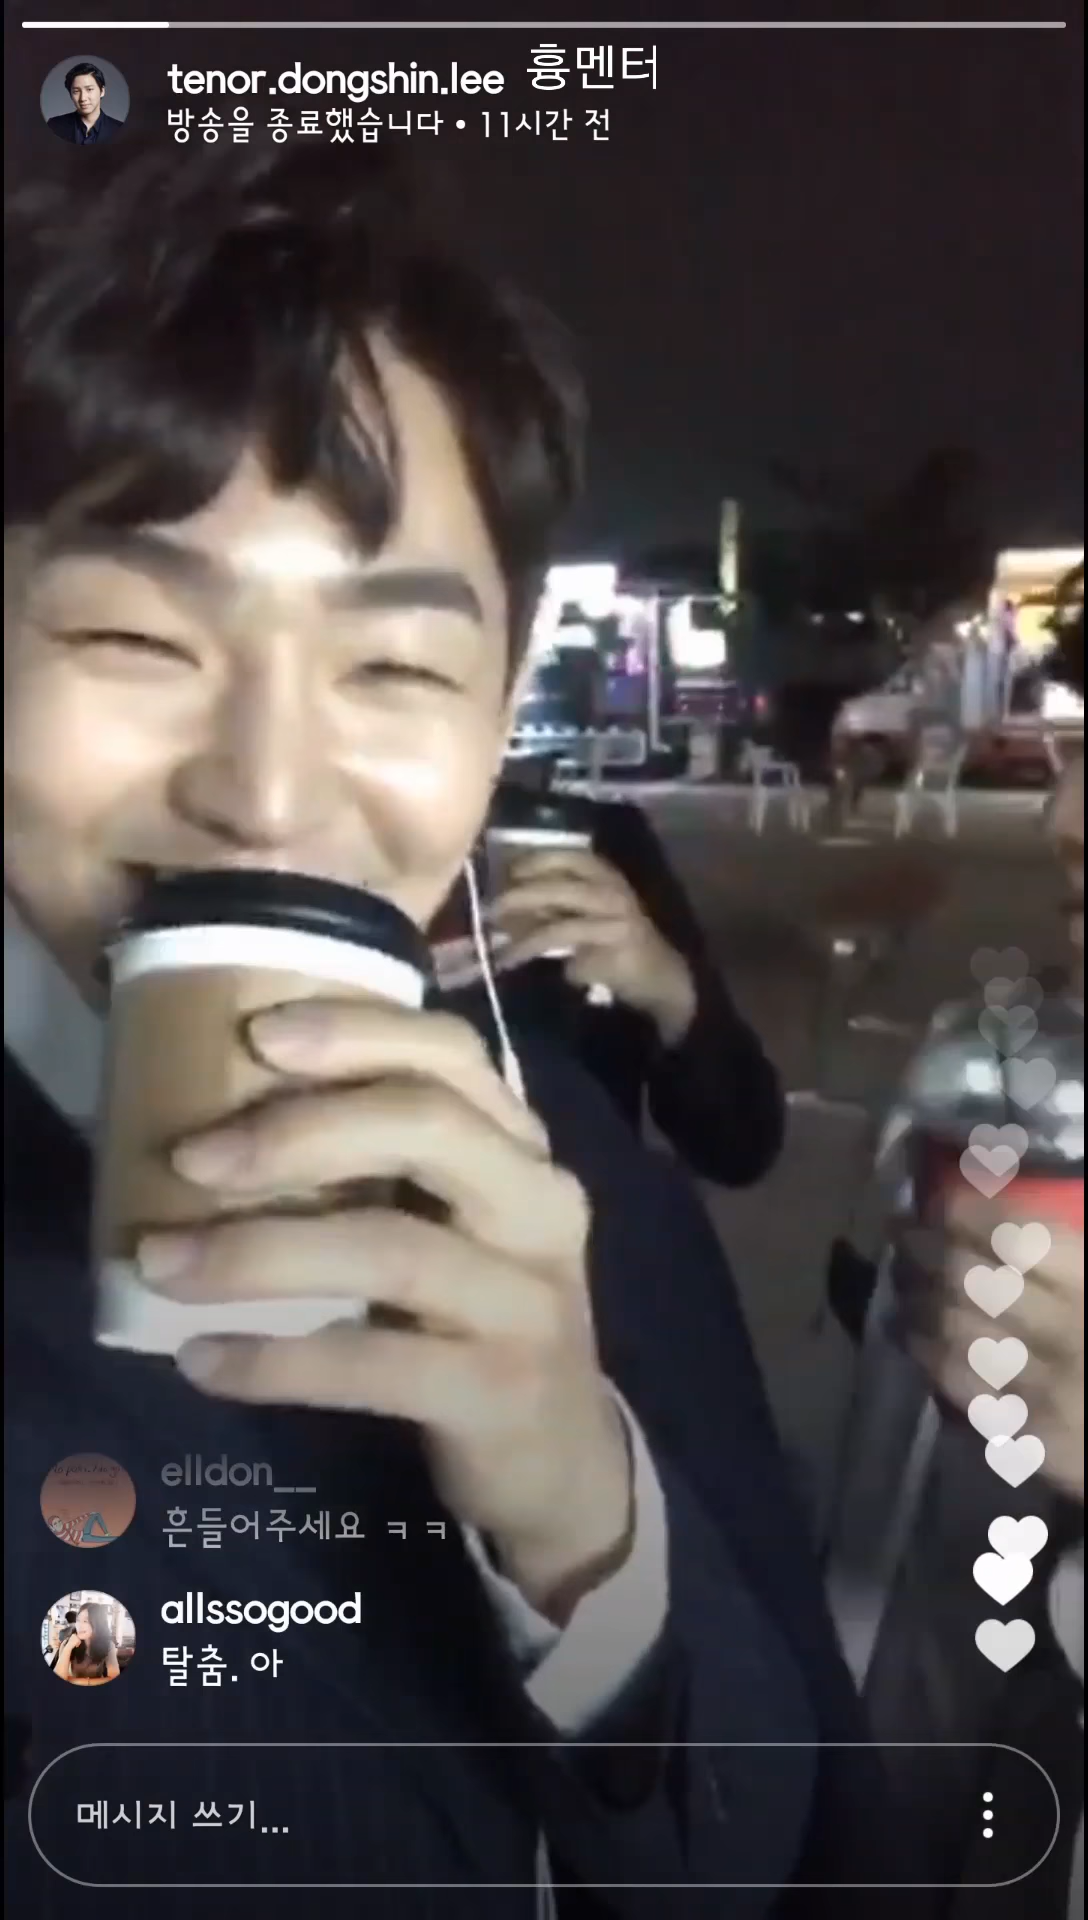 tenor.dongshin.lee 흉멘터
방송을 종료했습니다 • 11시간 전
elldon__
흔들어주세요 ㅋㅋ
allssogood
탈춤. 아
메시지 쓰기...